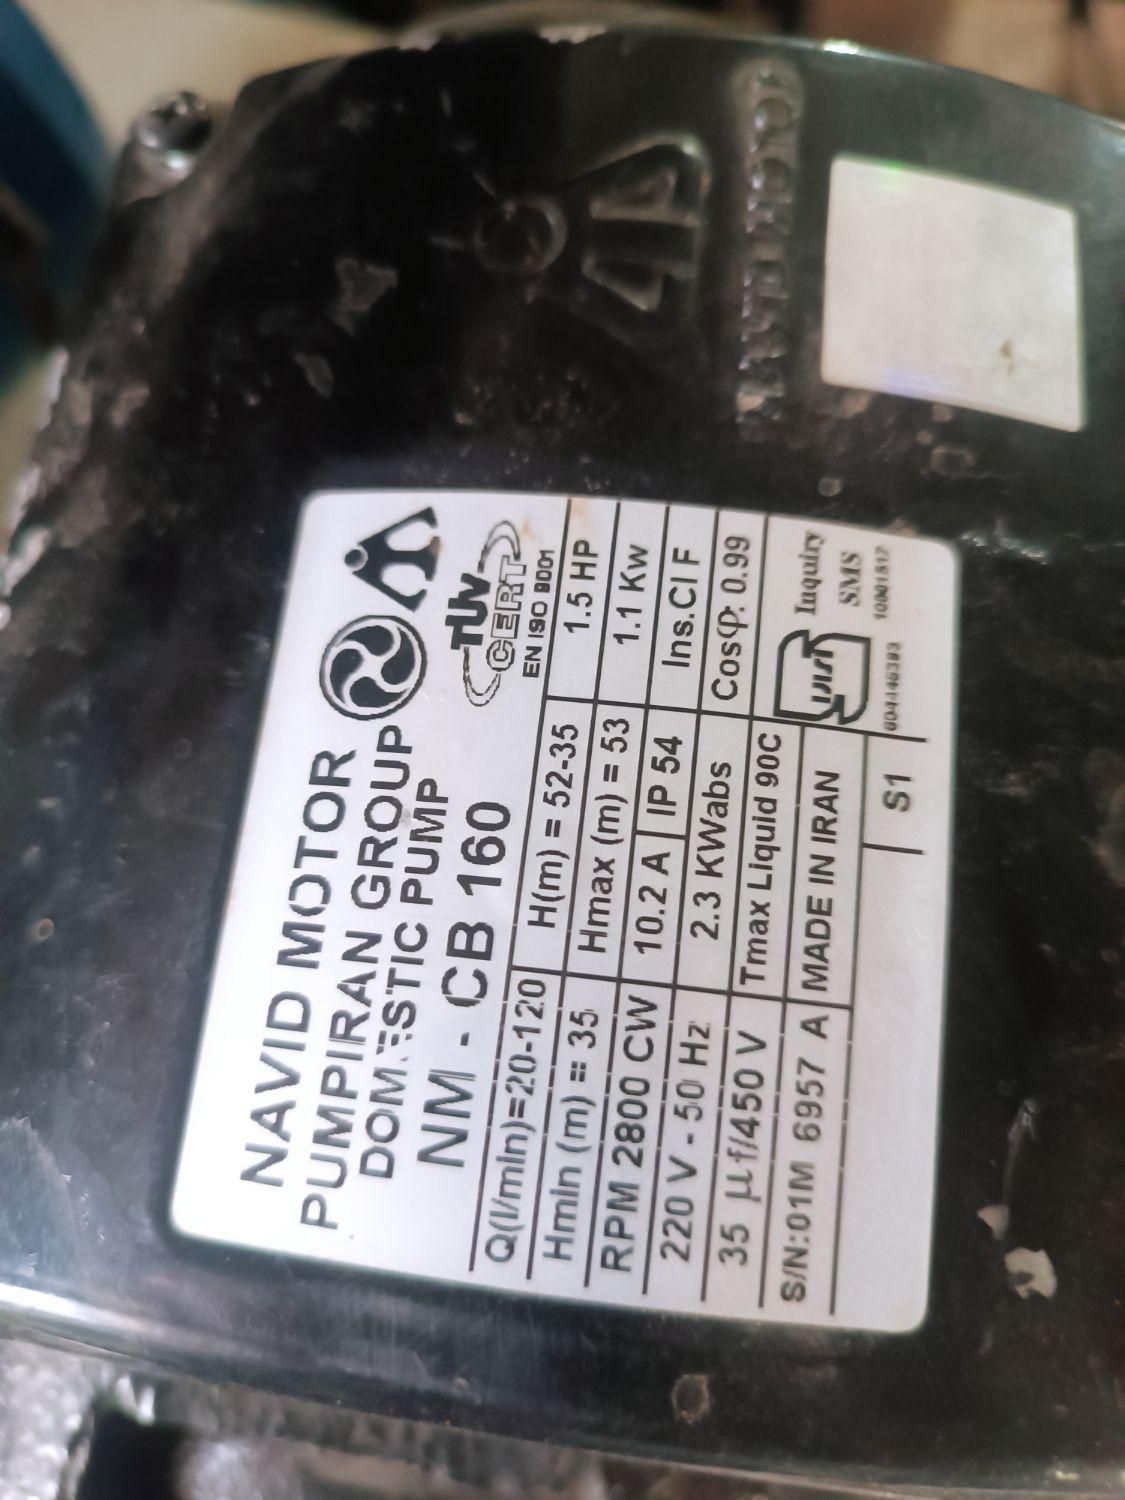 NAVID MOTOR
PUMPIRAN GROUP
DOMESTIC PUMP
NM - CB 160
TÜV
CERT
EN ISO 9001
Q(l/min)=20-120 H(m) = 52-35 1.5 HP
Hmin (m) = 35 Hmax (m) = 53 1.1 Kw
RPM 2800 CW 10.2 A IP 54 Ins.Cl F
220 V - 50 Hz 2.3 KWabs Cosφ: 0.99
35 μf/450 V Tmax Liquid 90C
S/N:01M 6957 A MADE IN IRAN
Inquiry
SMS
10001517
S1
NAVID MOTOR